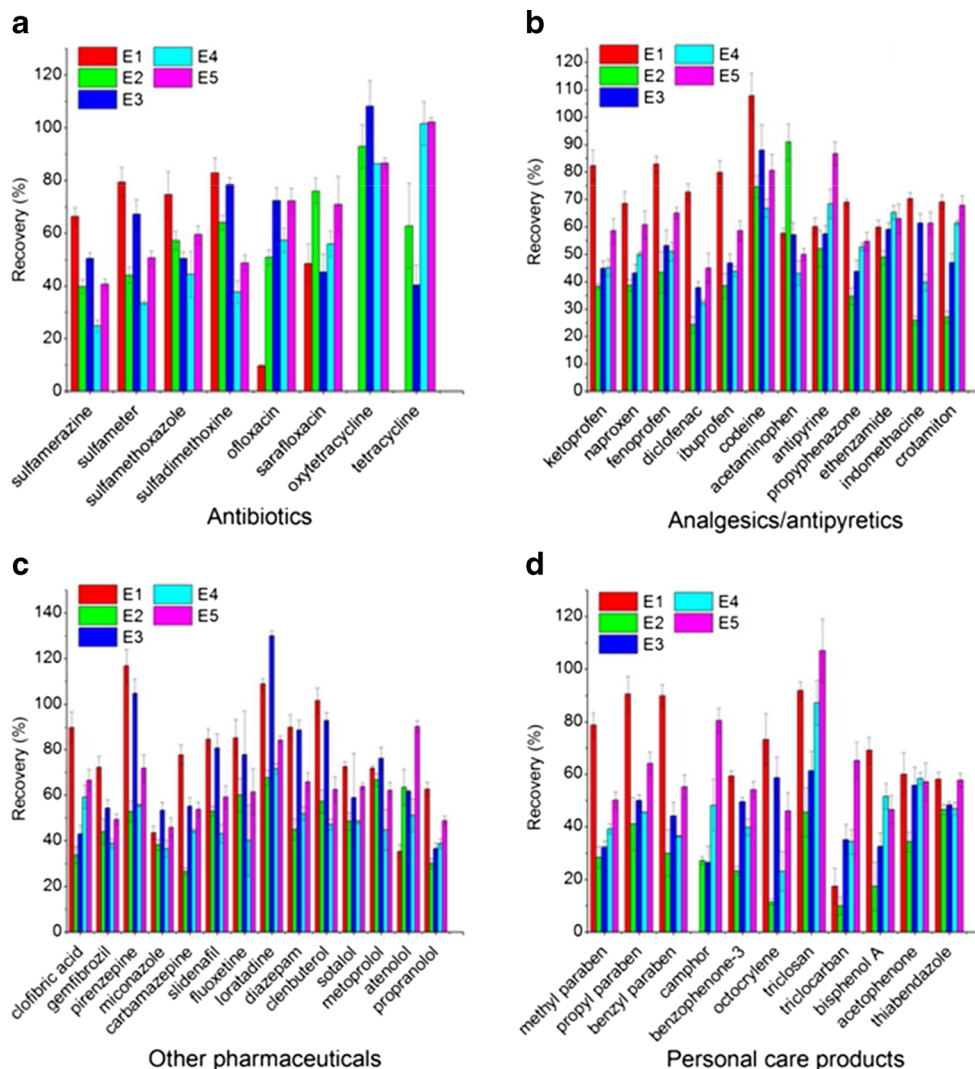 a
E1 E4
E2 E5
E3
Recovery (%)
120
100
80
60
40
20
0
sulfamerazine
sulfameter
sulfamethoxazole
sulfadimethoxine
ofloxacin
sarafloxacin
oxytetracycline
tetracycline
Antibiotics
b
E1 E4
E2 E5
E3
Recovery (%)
120
110
100
90
80
70
60
50
40
30
20
10
0
ketoprofen
naproxen
fenoprofen
diclofenac
ibuprofen
codeine
acetaminophen
antipyrine
propyphenazone
ethenzamide
indomethacine
crotamiton
Analgesics/antipyretics
c
E1 E4
E2 E5
E3
Recovery (%)
140
120
100
80
60
40
20
0
clofibric acid
gemfibrozil
pirenzepine
miconazole
carbamazepine
slidenafil
fluoxetine
loratadine
diazepam
clenbuterol
sotalol
metoprolol
atenolol
propranolol
Other pharmaceuticals
d
E1 E4
E2 E5
E3
Recovery (%)
120
100
80
60
40
20
0
methyl paraben
propyl paraben
benzyl paraben
camphor
benzophenone-3
octocrylene
triclosan
triclocarban
bisphenol A
acetophenone
thiabendazole
Personal care products